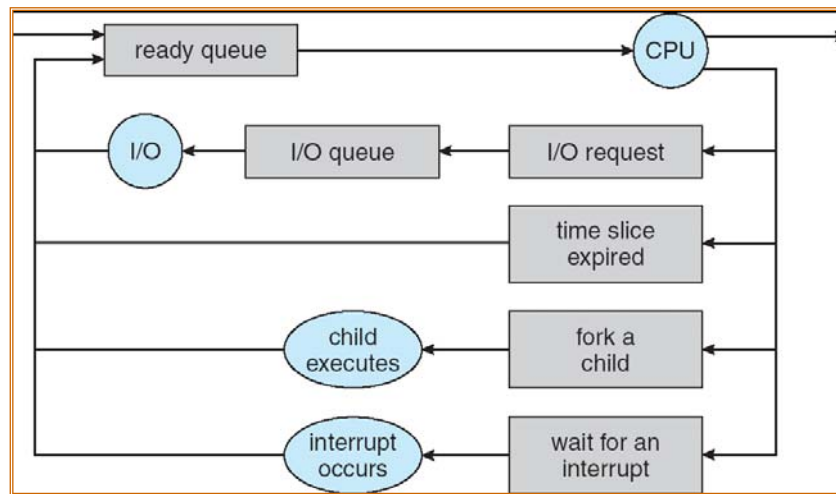 ready queue
CPU
I/O
I/O queue
I/O request
time slice
expired
child
executes
fork a
child
interrupt
occurs
wait for an
interrupt